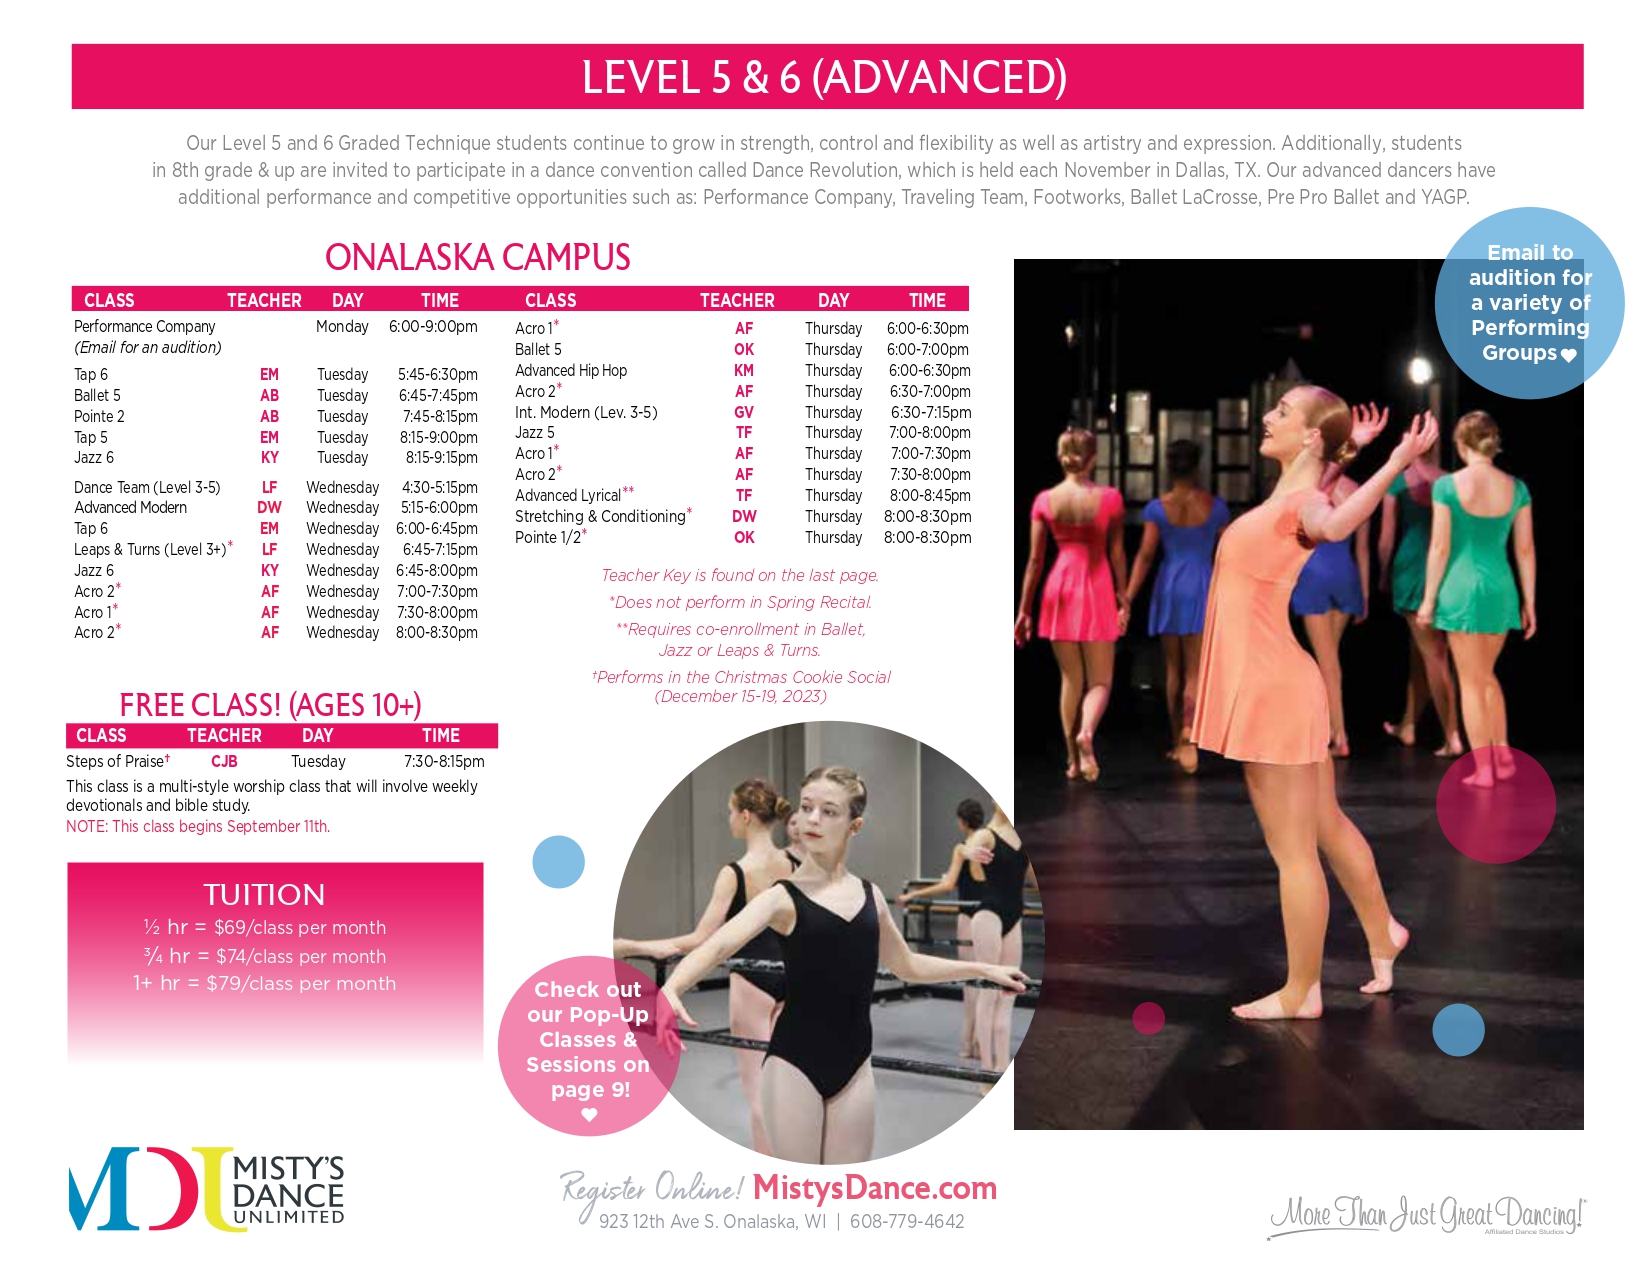 LEVEL 5 & 6 (ADVANCED)
Our Level 5 and 6 Graded Technique students continue to grow in strength, control and flexibility as well as artistry and expression. Additionally, students
in 8th grade & up are invited to participate in a dance convention called Dance Revolution, which is held each November in Dallas, TX. Our advanced dancers have
additional performance and competitive opportunities such as: Performance Company, Traveling Team, Footworks, Ballet LaCrosse, Pre Pro Ballet and YAGP.
Email to
audition for
a variety of
Performing
Groups
ONALASKA CAMPUS
CLASS TEACHER DAY TIME
Performance Company Monday 6:00-9:00pm
(Email for an audition)
Tap 6 EM Tuesday 5:45-6:30pm
Ballet 5 AB Tuesday 6:45-7:45pm
Pointe 2 AB Tuesday 7:45-8:15pm
Tap 5 EM Tuesday 8:15-9:00pm
Jazz 6 KY Tuesday 8:15-9:15pm
Dance Team (Level 3-5) LF Wednesday 4:30-5:15pm
Advanced Modern DW Wednesday 5:15-6:00pm
Tap 6 EM Wednesday 6:00-6:45pm
Leaps & Turns (Level 3+)* LF Wednesday 6:45-7:15pm
Jazz 6 KY Wednesday 6:45-8:00pm
Acro 2* AF Wednesday 7:00-7:30pm
Acro 1* AF Wednesday 7:30-8:00pm
Acro 2* AF Wednesday 8:00-8:30pm
CLASS TEACHER DAY TIME
Acro 1* AF Thursday 6:00-6:30pm
Ballet 5 OK Thursday 6:00-7:00pm
Advanced Hip Hop KM Thursday 6:00-6:30pm
Acro 2* AF Thursday 6:30-7:00pm
Int. Modern (Lev. 3-5) GV Thursday 6:30-7:15pm
Jazz 5 TF Thursday 7:00-8:00pm
Acro 1* AF Thursday 7:00-7:30pm
Acro 2* AF Thursday 7:30-8:00pm
Advanced Lyrical** TF Thursday 8:00-8:45pm
Stretching & Conditioning* DW Thursday 8:00-8:30pm
Pointe 1/2* OK Thursday 8:00-8:30pm
Teacher Key is found on the last page.
*Does not perform in Spring Recital.
**Requires co-enrollment in Ballet,
Jazz or Leaps & Turns.
†Performs in the Christmas Cookie Social
(December 15-19, 2023)
FREE CLASS! (AGES 10+)
CLASS TEACHER DAY TIME
Steps of Praise† CJB Tuesday 7:30-8:15pm
This class is a multi-style worship class that will involve weekly
devotionals and bible study.
NOTE: This class begins September 11th.
TUITION
½ hr = $69/class per month
¾ hr = $74/class per month
1+ hr = $79/class per month
Check out
our Pop-Up
Classes &
Sessions on
page 9!
MDU
MISTY'S
DANCE
UNLIMITED
Register Online! MistysDance.com
923 12th Ave S. Onalaska, WI | 608-779-4642
More Than Just Great Dancing!
Affiliated Dance Studios